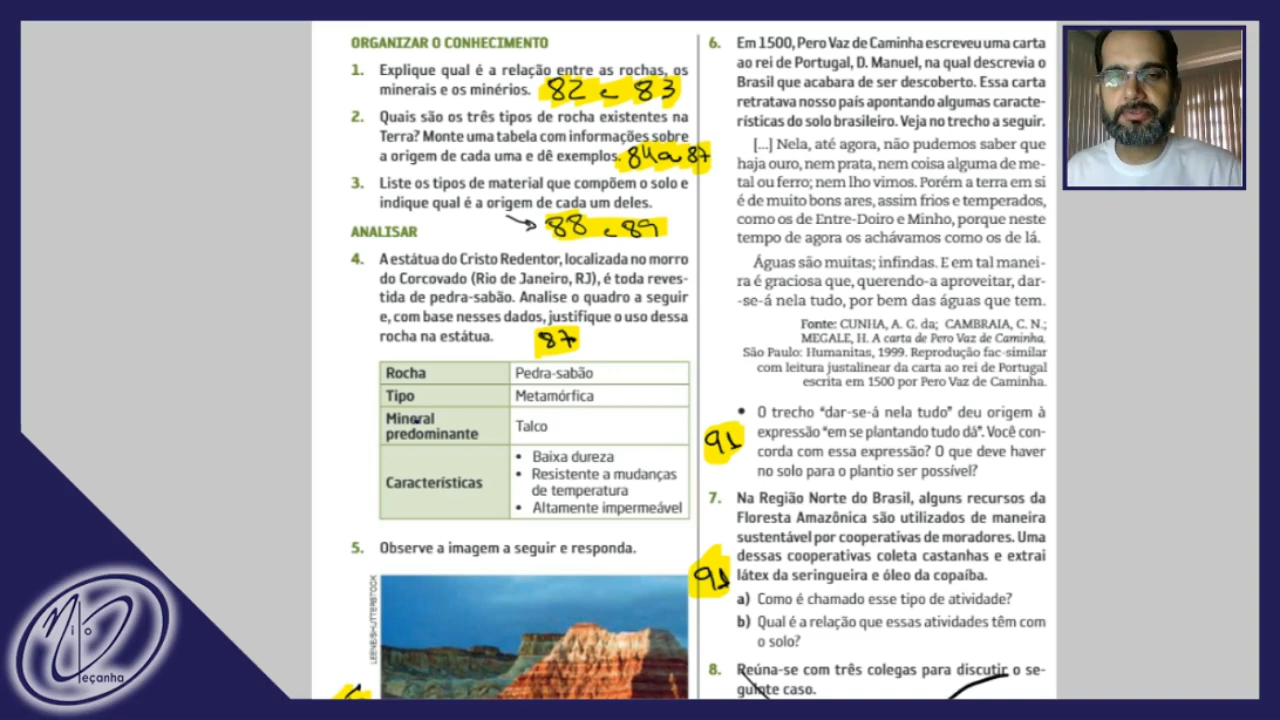 ORGANIZAR O CONHECIMENTO
1. Explique qual é a relação entre as rochas, os
minerais e os minérios. 82 e 83
2. Quais são os três tipos de rocha existentes na
Terra? Monte uma tabela com informações sobre
a origem de cada uma e dê exemplos. 84 a 87
3. Liste os tipos de material que compõem o solo e
indique qual é a origem de cada um deles.
88 e 89
ANALISAR
4. A estátua do Cristo Redentor, localizada no morro
do Corcovado (Rio de Janeiro, RJ), é toda reves-
tida de pedra-sabão. Analise o quadro a seguir
e, com base nesses dados, justifique o uso dessa
rocha na estátua. 87
Rocha Pedra-sabão
Tipo Metamórfica
Mineral
predominante Talco
Características
• Baixa dureza
• Resistente a mudanças
de temperatura
• Altamente impermeável
5. Observe a imagem a seguir e responda.
LEENE/SHUTTERSTOCK
6. Em 1500, Pero Vaz de Caminha escreveu uma carta
ao rei de Portugal, D. Manuel, na qual descrevia o
Brasil que acabara de ser descoberto. Essa carta
retratava nosso país apontando algumas caracte-
rísticas do solo brasileiro. Veja no trecho a seguir.
[...] Nela, até agora, não pudemos saber que
haja ouro, nem prata, nem coisa alguma de me-
tal ou ferro; nem lho vimos. Porém a terra em si
é de muito bons ares, assim frios e temperados,
como os de Entre-Doiro e Minho, porque neste
tempo de agora os achávamos como os de lá.
Águas são muitas; infindas. E em tal manei-
ra é graciosa que, querendo-a aproveitar, dar-
-se-á nela tudo, por bem das águas que tem.
Fonte: CUNHA, A. G. da; CAMBRAIA, C. N.;
MEGALE, H. A carta de Pero Vaz de Caminha.
São Paulo: Humanitas, 1999. Reprodução fac-similar
com leitura justalinear da carta ao rei de Portugal
escrita em 1500 por Pero Vaz de Caminha.
• O trecho “dar-se-á nela tudo” deu origem à
expressão “em se plantando tudo dá”. Você con-
corda com essa expressão? O que deve haver
no solo para o plantio ser possível?
91
7. Na Região Norte do Brasil, alguns recursos da
Floresta Amazônica são utilizados de maneira
sustentável por cooperativas de moradores. Uma
dessas cooperativas coleta castanhas e extrai
látex da seringueira e óleo da copaíba.
91
a) Como é chamado esse tipo de atividade?
b) Qual é a relação que essas atividades têm com
o solo?
8. Reúna-se com três colegas para discutir o se-
guinte caso.